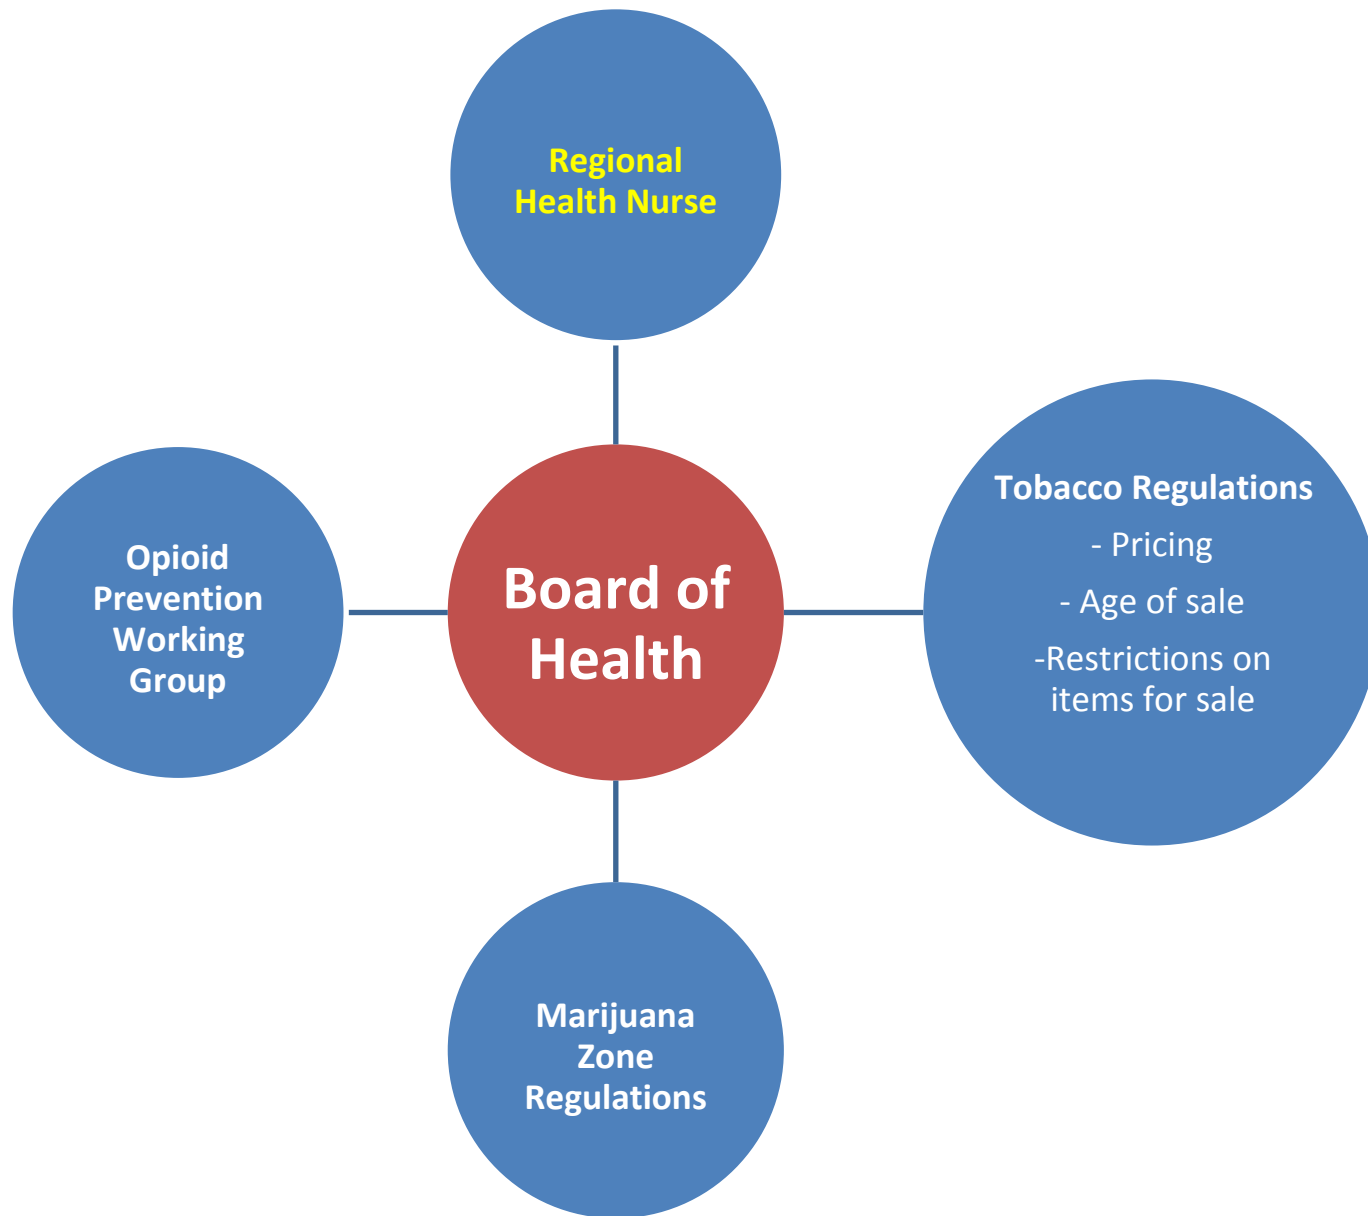 Regional
Health Nurse
Tobacco Regulations
- Pricing
- Age of sale
-Restrictions on
items for sale
Opioid
Prevention
Working
Group
Board of
Health
Marijuana
Zone
Regulations